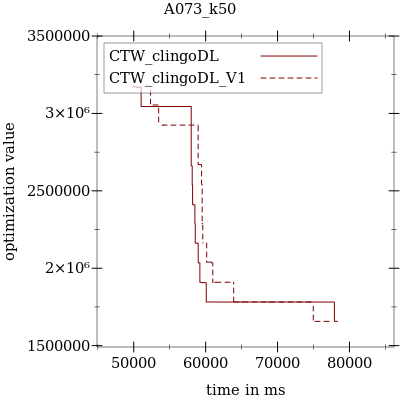 A073_k50
3500000
CTW_clingoDL
CTW_clingoDL_V1
3×10⁶
optimization value
2500000
2×10⁶
1500000
50000 60000 70000 80000
time in ms